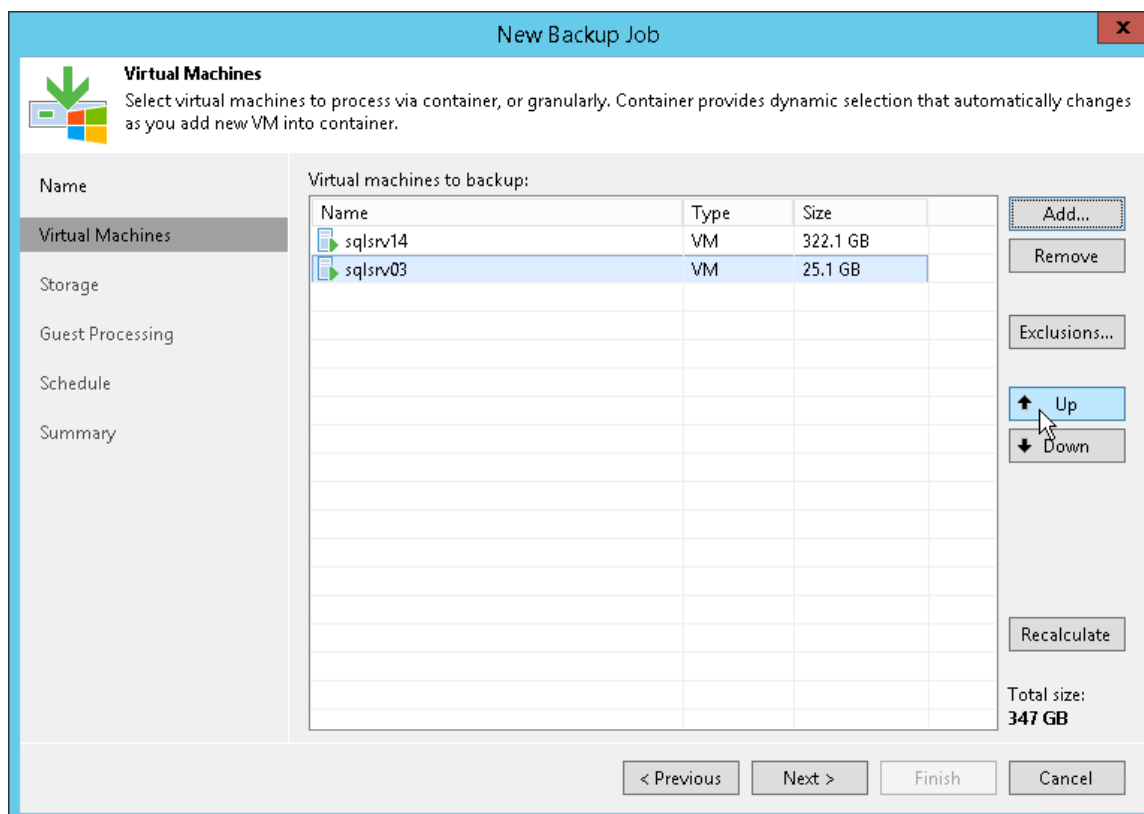 New Backup Job
x
Virtual Machines
Select virtual machines to process via container, or granularly. Container provides dynamic selection that automatically changes
as you add new VM into container.
Name
Virtual Machines
Storage
Guest Processing
Schedule
Summary
Virtual machines to backup:
Name Type Size
sqlsrv14 VM 322.1 GB
sqlsrv03 VM 25.1 GB
Add...
Remove
Exclusions...
Up
Down
Recalculate
Total size:
347 GB
< Previous Next > Finish Cancel